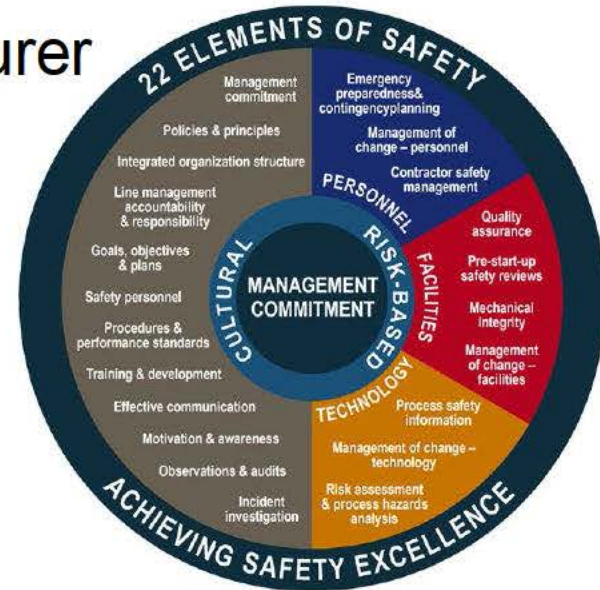 urer
22 ELEMENTS OF SAFETY
Management
commitment
Policies & principles
Integrated organization structure
Line management
accountability
& responsibility
Goals, objectives
& plans
Safety personnel
Procedures &
performance standards
Training & development
Effective communication
Motivation & awareness
Observations & audits
Incident
investigation
CULTURAL
MANAGEMENT
COMMITMENT
RISK-BASED
Emergency
preparedness&
contingencyplanning
Management of
change – personnel
Contractor safety
management
PERSONNEL
Quality
assurance
Pre-start-up
safety reviews
Mechanical
Integrity
Management
of change –
facilities
FACILITIES
TECHNOLOGY
Process safety
information
Management of change –
technology
Risk assessment
& process hazards
analysis
ACHIEVING SAFETY EXCELLENCE